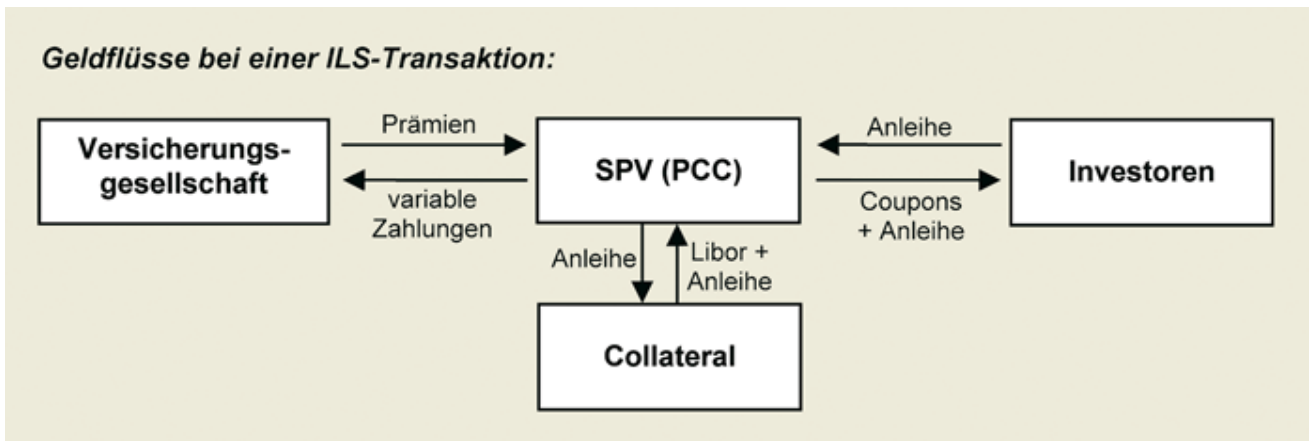 Geldflüsse bei einer ILS-Transaktion:
Versicherungs-
gesellschaft
Prämien
variable
Zahlungen
SPV (PCC)
Anleihe
Coupons
+ Anleihe
Investoren
Anleihe
Libor +
Anleihe
Collateral